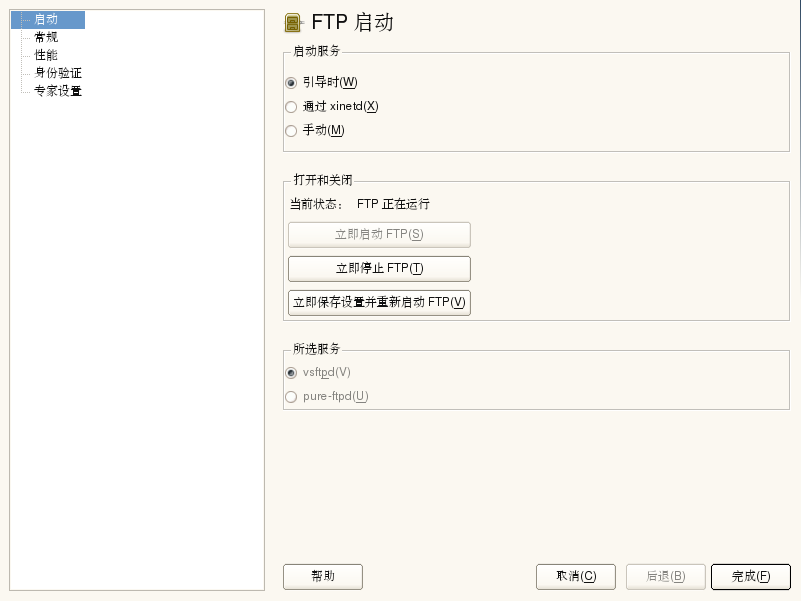 启动
常规
性能
身份验证
专家设置
FTP 启动
启动服务
引导时(W)
通过 xinetd(X)
手动(M)
打开和关闭
当前状态： FTP 正在运行
立即启动 FTP(S)
立即停止 FTP(T)
立即保存设置并重新启动 FTP(V)
所选服务
vsftpd(V)
pure-ftpd(U)
帮助
取消(C)
后退(B)
完成(F)